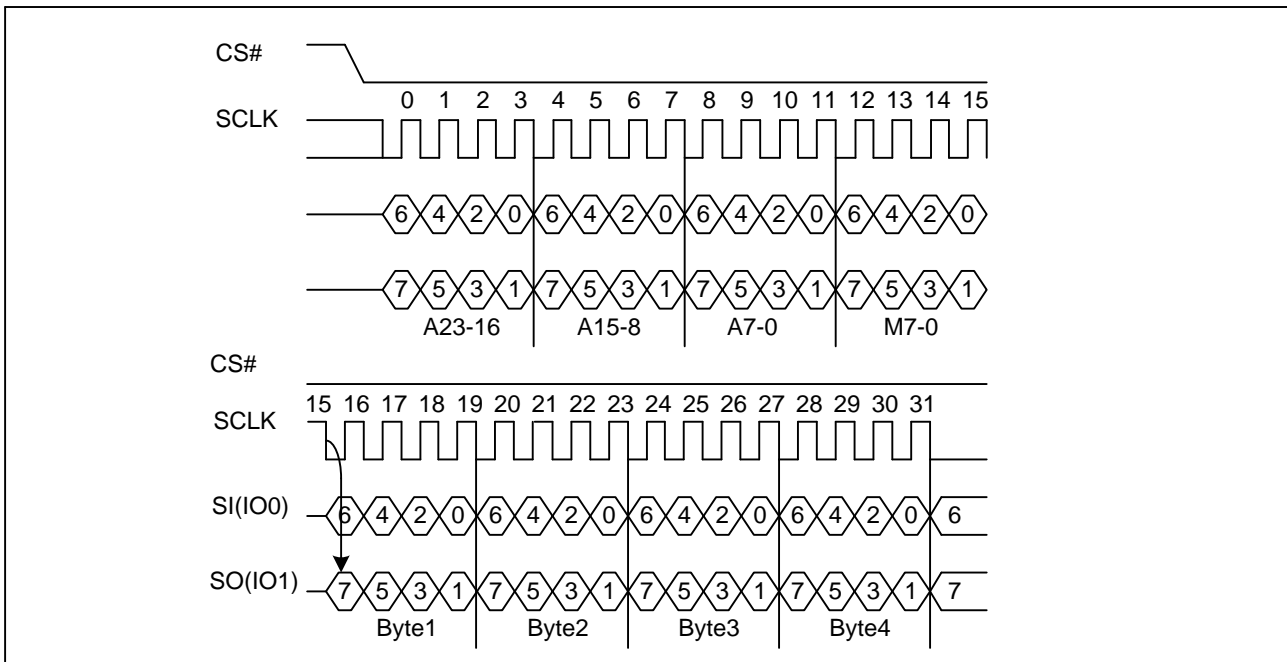 CS#
0 1 2 3 4 5 6 7 8 9 10 11 12 13 14 15
SCLK
6 4 2 0 6 4 2 0 6 4 2 0 6 4 2 0
7 5 3 1 7 5 3 1 7 5 3 1 7 5 3 1
A23-16 A15-8 A7-0 M7-0
CS#
15 16 17 18 19 20 21 22 23 24 25 26 27 28 29 30 31
SCLK
SI(IO0) 6 4 2 0 6 4 2 0 6 4 2 0 6 4 2 0 6
SO(IO1) 7 5 3 1 7 5 3 1 7 5 3 1 7 5 3 1 7
Byte1 Byte2 Byte3 Byte4